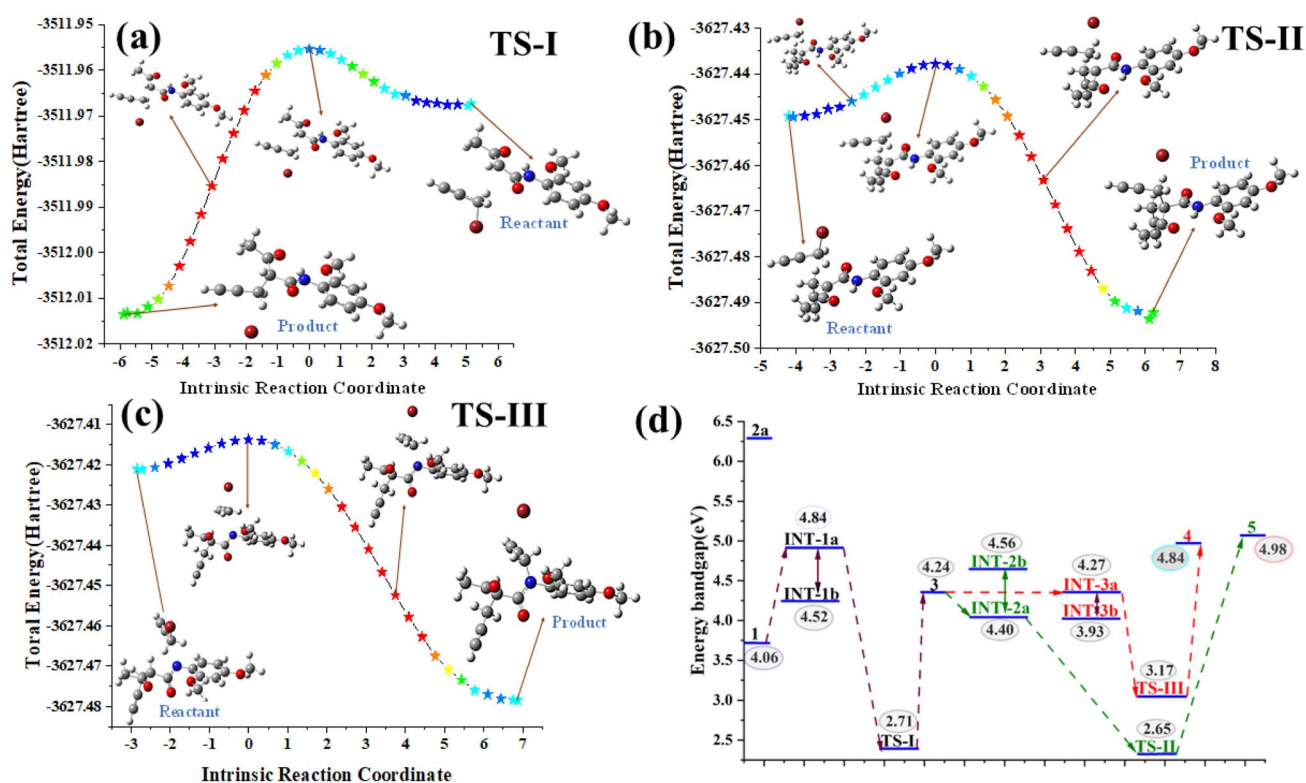 (a)
TS-I
Total Energy(Hartree)
-3511.95
-3511.96
-3511.97
-3511.98
-3511.99
-3512.00
-3512.01
-3512.02
Reactant
Product
-6 -5 -4 -3 -2 -1 0 1 2 3 4 5 6
Intrinsic Reaction Coordinate
(b)
TS-II
Total Energy(Hartree)
-3627.43
-3627.44
-3627.45
-3627.46
-3627.47
-3627.48
-3627.49
-3627.50
Product
Reactant
-5 -4 -3 -2 -1 0 1 2 3 4 5 6 7 8
Intrinsic Reaction Coordinate
(c)
TS-III
Toral Energy(Hartree)
-3627.41
-3627.42
-3627.43
-3627.44
-3627.45
-3627.46
-3627.47
-3627.48
Product
Reactant
-3 -2 -1 0 1 2 3 4 5 6 7
Intrinsic Reaction Coordinate
(d)
Energy bandgap(eV)
6.5
6.0
5.5
5.0
4.5
4.0
3.5
3.0
2.5
2a
4.84
INT-1a
INT-1b
4.52
1
4.06
2.71
TS-I
4.24
3
4.56
INT-2b
INT-2a
4.40
4.27
INT-3a
INT-3b
3.93
4
4.84
5
4.98
3.17
TS-III
2.65
TS-II